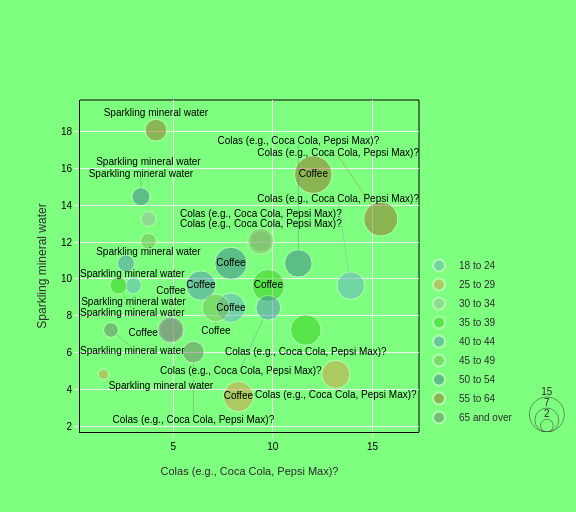 Sparkling mineral water
18
Colas (e.g., Coca Cola, Pepsi Max)?
Colas (e.g., Coca Cola, Pepsi Max)?
Sparkling mineral water
16
Sparkling mineral water
Coffee
Colas (e.g., Coca Cola, Pepsi Max)?
14
Colas (e.g., Coca Cola, Pepsi Max)?
Colas (e.g., Coca Cola, Pepsi Max)?
12
Sparkling mineral water
Coffee
Sparkling mineral water
10
Coffee
Coffee
Coffee
Sparkling mineral water
Coffee
8
Sparkling mineral water
Coffee
Coffee
6
Sparkling mineral water
Colas (e.g., Coca Cola, Pepsi Max)?
Colas (e.g., Coca Cola, Pepsi Max)?
4
Sparkling mineral water
Coffee
Colas (e.g., Coca Cola, Pepsi Max)?
Colas (e.g., Coca Cola, Pepsi Max)?
2
5
10
15
Sparkling mineral water
Colas (e.g., Coca Cola, Pepsi Max)?
18 to 24
25 to 29
30 to 34
35 to 39
40 to 44
45 to 49
50 to 54
55 to 64
65 and over
15
7
2